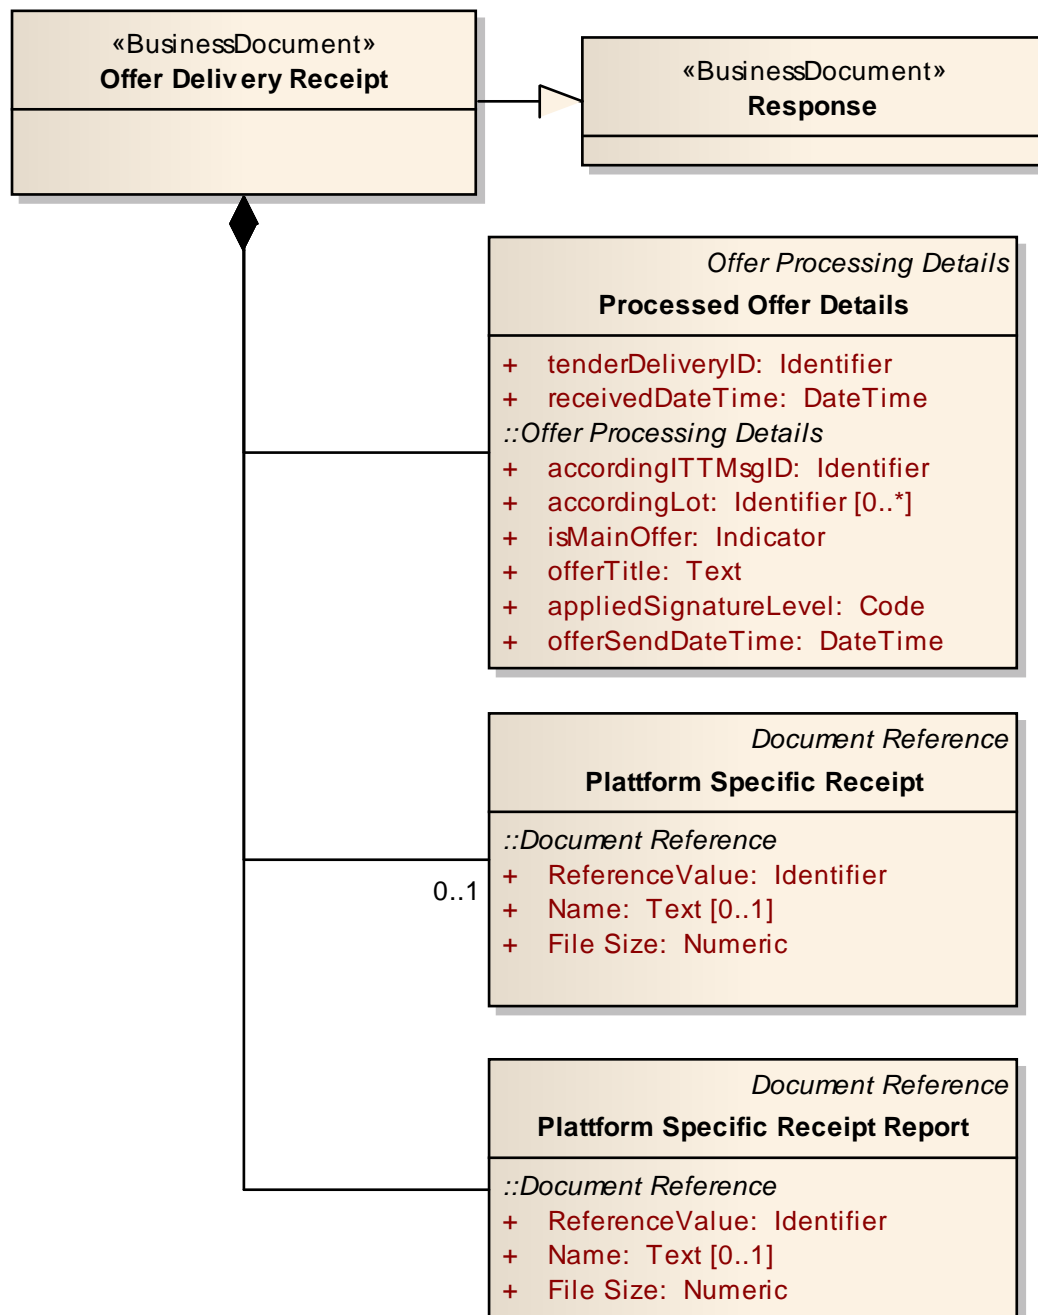 «BusinessDocument»
Offer Delivery Receipt
«BusinessDocument»
Response
Offer Processing Details
Processed Offer Details
+ tenderDeliveryID: Identifier
+ receivedDateTime: DateTime
::Offer Processing Details
+ accordingITTMsgID: Identifier
+ accordingLot: Identifier [0..*]
+ isMainOffer: Indicator
+ offerTitle: Text
+ appliedSignatureLevel: Code
+ offerSendDateTime: DateTime
Document Reference
Plattform Specific Receipt
::Document Reference
+ ReferenceValue: Identifier
+ Name: Text [0..1]
+ File Size: Numeric
0..1
Document Reference
Plattform Specific Receipt Report
::Document Reference
+ ReferenceValue: Identifier
+ Name: Text [0..1]
+ File Size: Numeric